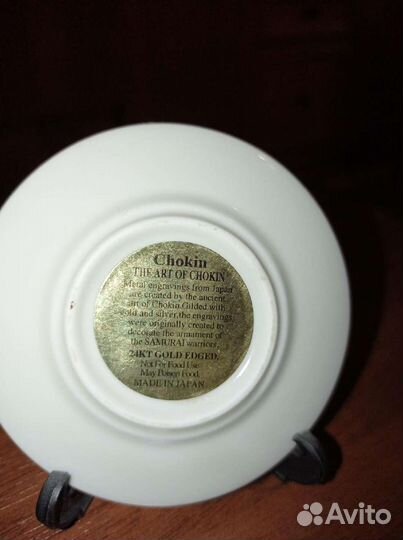 Chokin
THE ART OF CHOKIN
Metal engravings from Japan
are created by the ancient
art of Chokin.Gilded with
gold and silver,the engravings
were originally created to
decorate the armament of
the SAMURAI warriors.
24KT GOLD EDGED.
Not For Food Use
May Poison Food.
MADE IN JAPAN
Avito